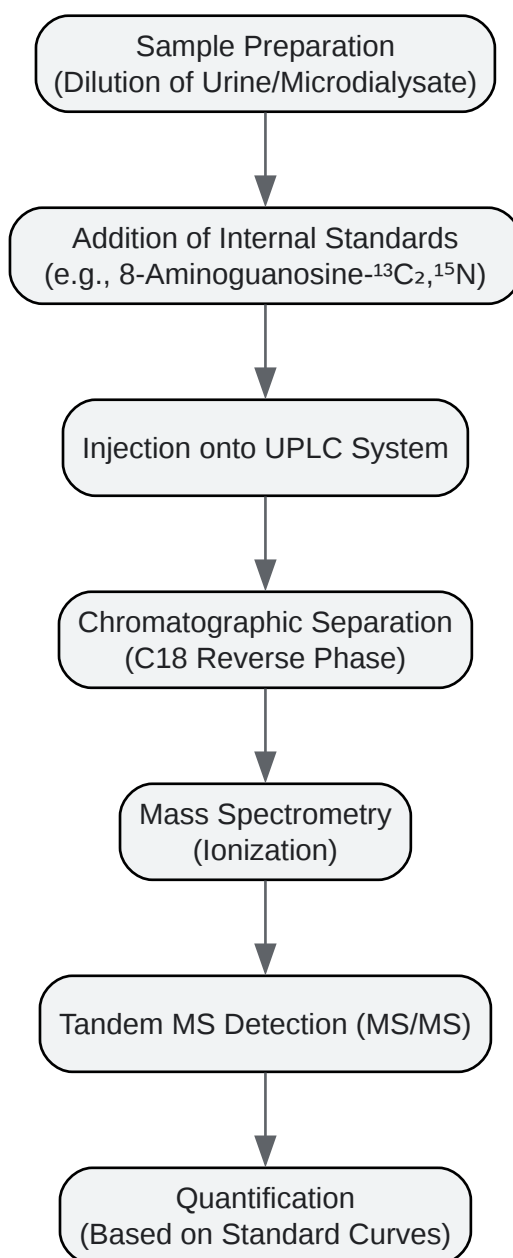 Sample Preparation
(Dilution of Urine/Microdialysate)
Addition of Internal Standards
(e.g., 8-Aminoguanosine-¹³C₂,¹⁵N)
Injection onto UPLC System
Chromatographic Separation
(C18 Reverse Phase)
Mass Spectrometry
(Ionization)
Tandem MS Detection (MS/MS)
Quantification
(Based on Standard Curves)